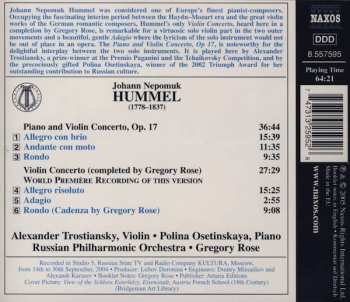 Johann Nepomuk Hummel was considered one of Europe's finest pianist-composers.
Occupying the fascinating interim period between the Haydn-Mozart era and the great violin
works of the German romantic composers, Hummel's only Violin Concerto, heard here in a
completion by Gregory Rose, is remarkable for a virtuosic solo violin part in the two outer
movements and a beautiful, gentle Adagio where the lyricism of the solo instrument would not
be out of place in an opera. The Piano and Violin Concerto, Op. 17, is noteworthy for the
delightful interplay between the two solo instruments. It is played here by Alexander
Trostiansky, a prize-winner at the Premio Paganini and the Tchaikovsky Competition, and by
the precociously gifted Polina Osetinskaya, winner of the 2002 Triumph Award for her
outstanding contribution to Russian culture.
Johann Nepomuk
HUMMEL
(1778-1837)
Piano and Violin Concerto, Op. 17 36:44
1 Allegro con brio 15:39
2 Andante con moto 11:31
3 Rondo 9:35
Violin Concerto (completed by Gregory Rose) 27:29
WORLD PREMIÈRE RECORDING OF THIS VERSION
4 Allegro risoluto 15:25
5 Adagio 2:55
6 Rondo (Cadenza by Gregory Rose) 9:08
Alexander Trostiansky, Violin • Polina Osetinskaya, Piano
Russian Philharmonic Orchestra • Gregory Rose
Recorded in Studio 5, Russian State TV and Radio Company KULTURA, Moscow,
from 14th to 30th September, 2004 • Producer: Lubov Doronina • Engineers: Dmitry Missailov and
Alexander Karasev • Booklet Notes: Gregory Rose • Publisher: Artaria Editions
Cover Picture: View of the Schloss Esterházy, Eisenstadt, Austria French School (19th Century)
(Bridgeman Art Library)
NAXOS
DDD
8.557595
Playing Time
64:21
www.naxos.com